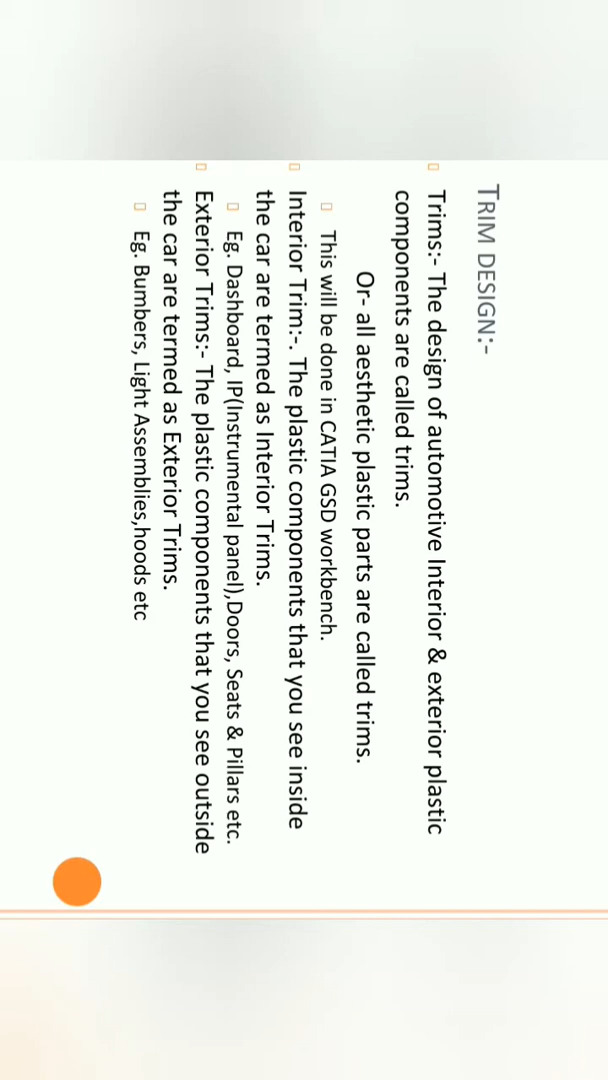 TRIM DESIGN:-
Trims:- The design of automotive Interior & exterior plastic
components are called trims.
Or- all aesthetic plastic parts are called trims.
This will be done in CATIA GSD workbench.
Interior Trim:-. The plastic components that you see inside
the car are termed as Interior Trims.
Eg. Dashboard, IP(Instrumental panel),Doors, Seats & Pillars etc.
Exterior Trims:- The plastic components that you see outside
the car are termed as Exterior Trims.
Eg. Bumbers, Light Assemblies,hoods etc